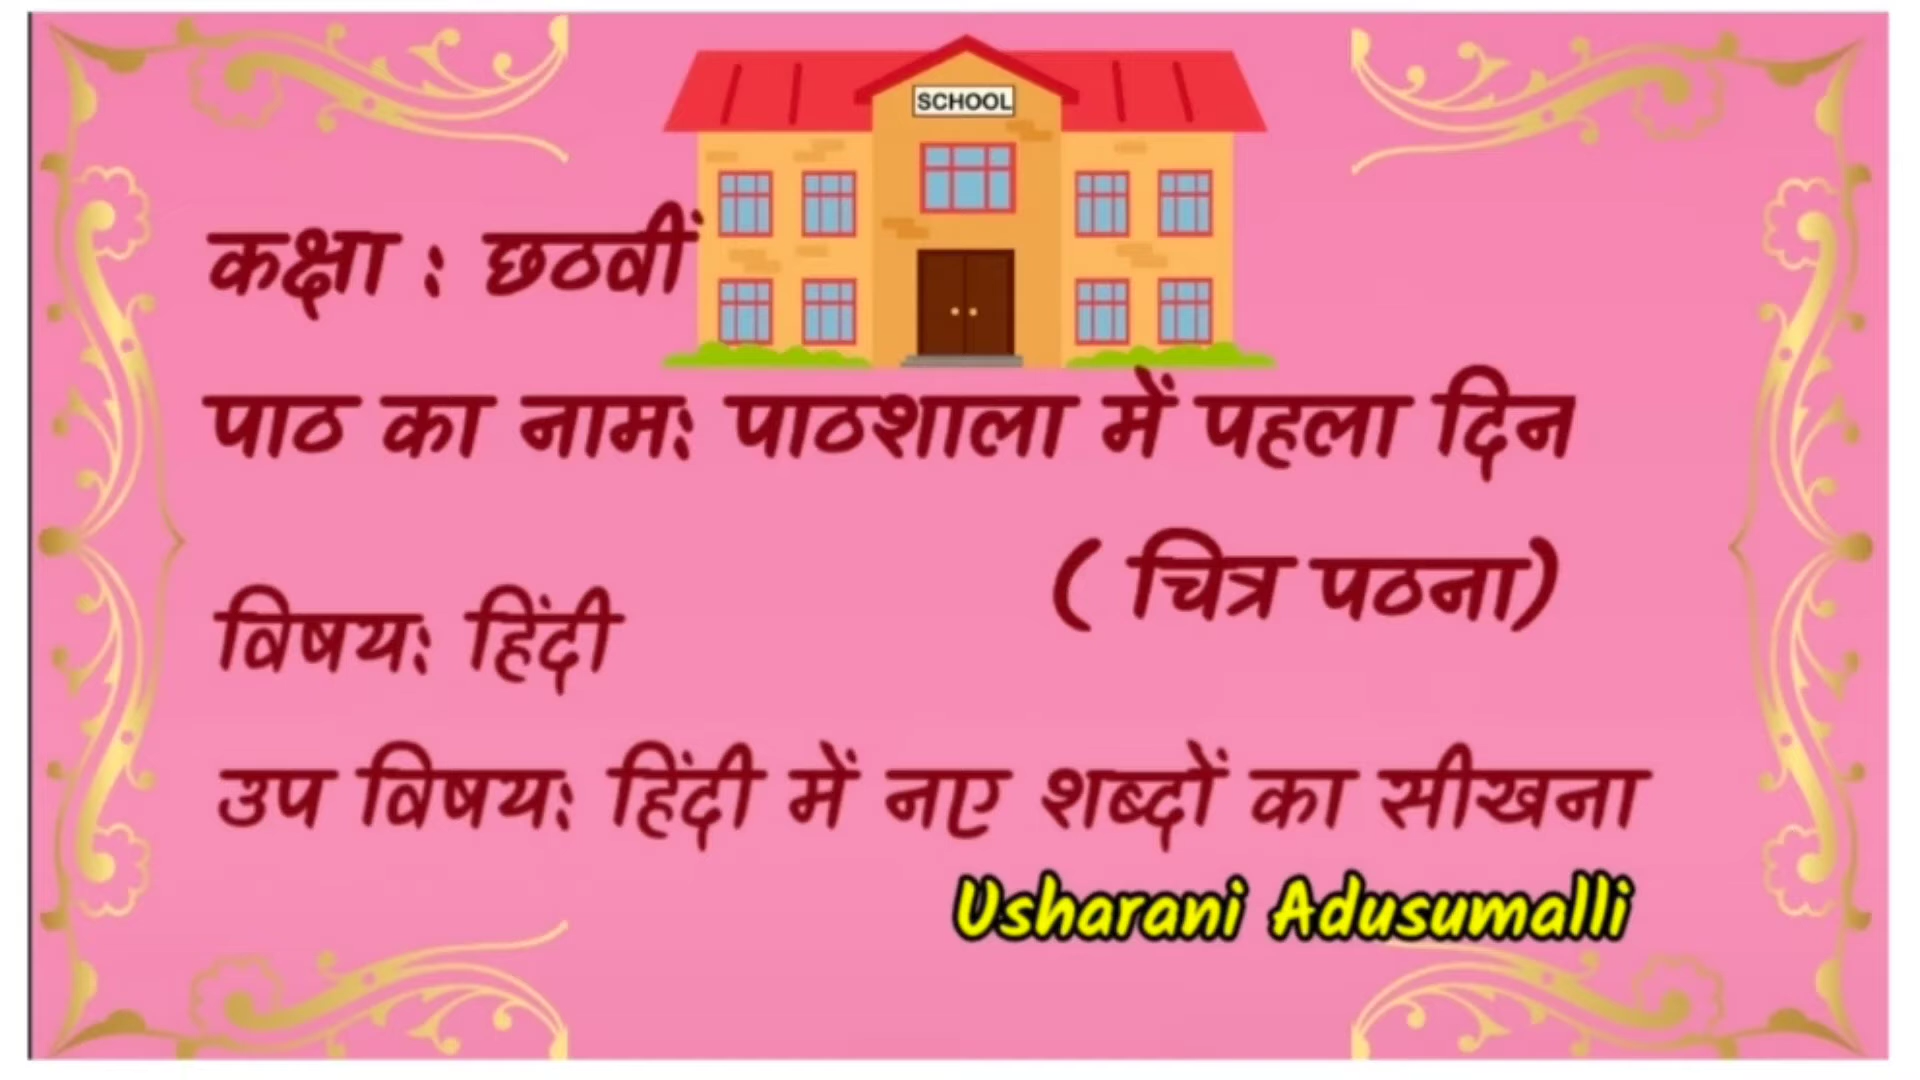 SCHOOL
कक्षा : छठवीं
पाठ का नाम: पाठशाला में पहला दिन
( चित्र पठना)
विषय: हिंदी
उप विषय: हिंदी में नए शब्दों का सीखना
Usharani Adusumalli